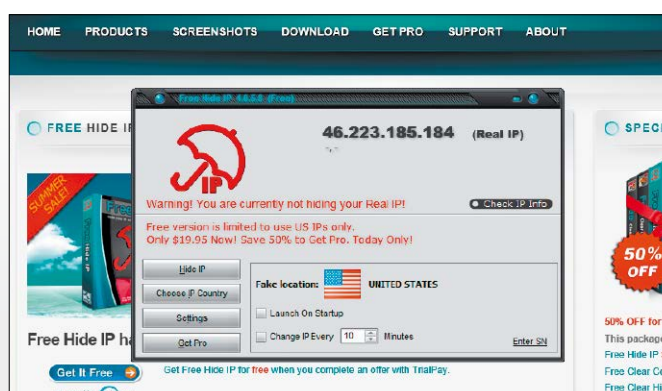 HOME PRODUCTS SCREENSHOTS DOWNLOAD GET PRO SUPPORT ABOUT
Free Hide IP 4.0.5.8 (Free)
FREE HIDE IP
SPEC
46.223.185.184 (Real IP)
IP
SUMMER SALE!
Warning! You are currently not hiding your Real IP!
Check IP Info
Free version is limited to use US IPs only.
Only $19.95 Now! Save 50% to Get Pro. Today Only!
50% OFF
Hide IP
Choose IP Country
Settings
Get Pro
Fake location: UNITED STATES
Launch On Startup
Change IP Every 10 Minutes
Enter SN
Free Hide IP ha
Get It Free
Get Free Hide IP for free when you complete an offer with TrialPay.
50% OFF for
This package
Free Hide IP
Free Clear
Free Clear